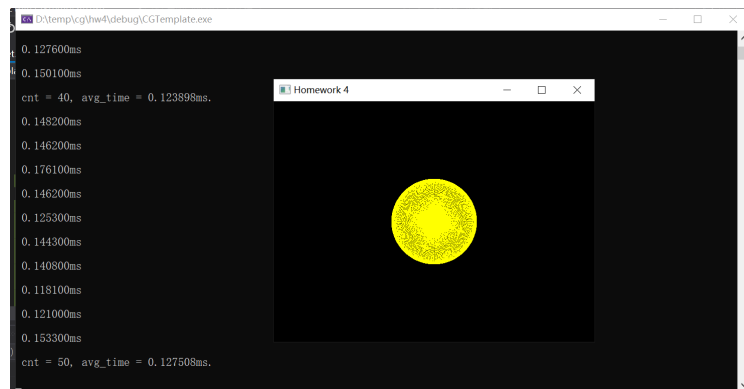 D:\temp\cg\hw4\debug\CGTemplate.exe
0.127600ms
0.150100ms
cnt = 40, avg_time = 0.123898ms.
0.148200ms
0.146200ms
0.176100ms
0.146200ms
0.125300ms
0.144300ms
0.140800ms
0.118100ms
0.121000ms
0.153300ms
cnt = 50, avg_time = 0.127508ms.
Homework 4